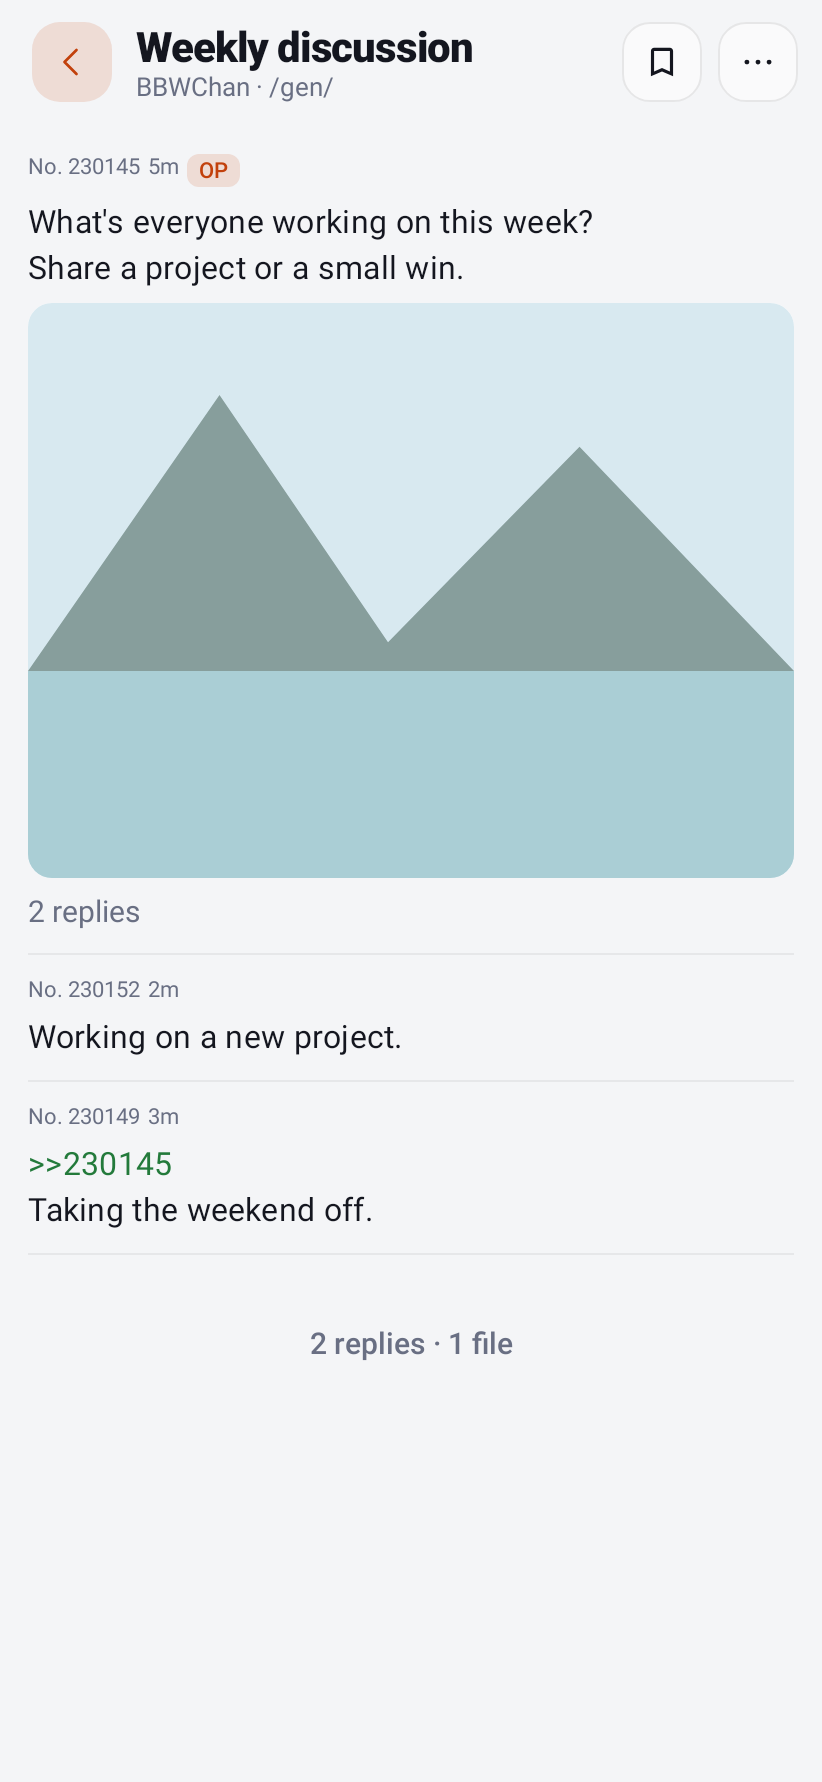 Weekly discussion
BBWChan · /gen/
No. 230145 5m OP
What's everyone working on this week?
Share a project or a small win.
2 replies
No. 230152 2m
Working on a new project.
No. 230149 3m
>>230145
Taking the weekend off.
2 replies · 1 file